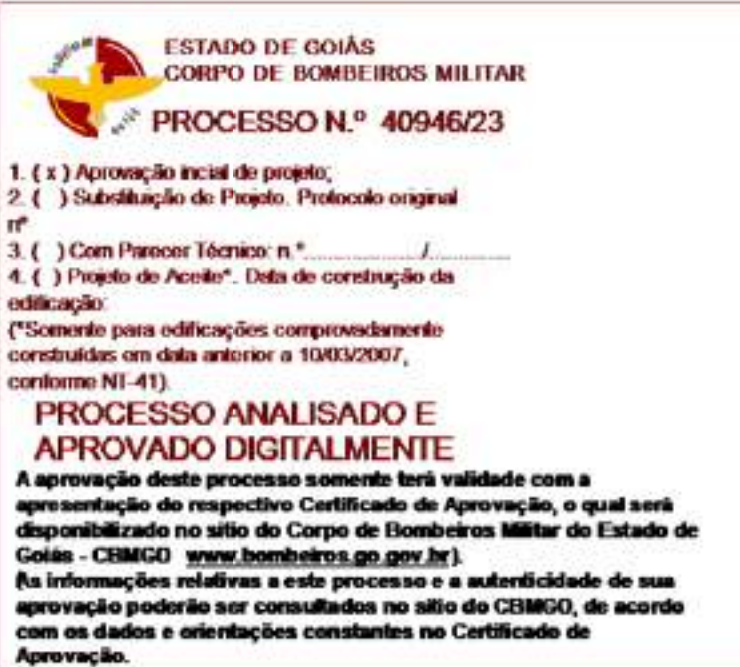 ESTADO DE GOIÁS
CORPO DE BOMBEIROS MILITAR
PROCESSO N.º 40946/23
1. ( x ) Aprovação incial de projeto;
2. ( ) Substituição de Projeto. Protocolo original
nº
3. ( ) Com Parecer Técnico: n.º...................../..............
4. ( ) Projeto de Aceite*. Data de construção da
edificação:
(*Somente para edificações comprovadamente
construídas em data anterior a 10/03/2007,
conforme NT-41).
PROCESSO ANALISADO E
APROVADO DIGITALMENTE
A aprovação deste processo somente terá validade com a
apresentação do respectivo Certificado de Aprovação, o qual será
disponibilizado no sítio do Corpo de Bombeiros Militar do Estado de
Goiás - CBMGO www.bombeiros.go.gov.br).
As informações relativas a este processo e a autenticidade de sua
aprovação poderão ser consultados no sítio do CBMGO, de acordo
com os dados e orientações constantes no Certificado de
Aprovação.